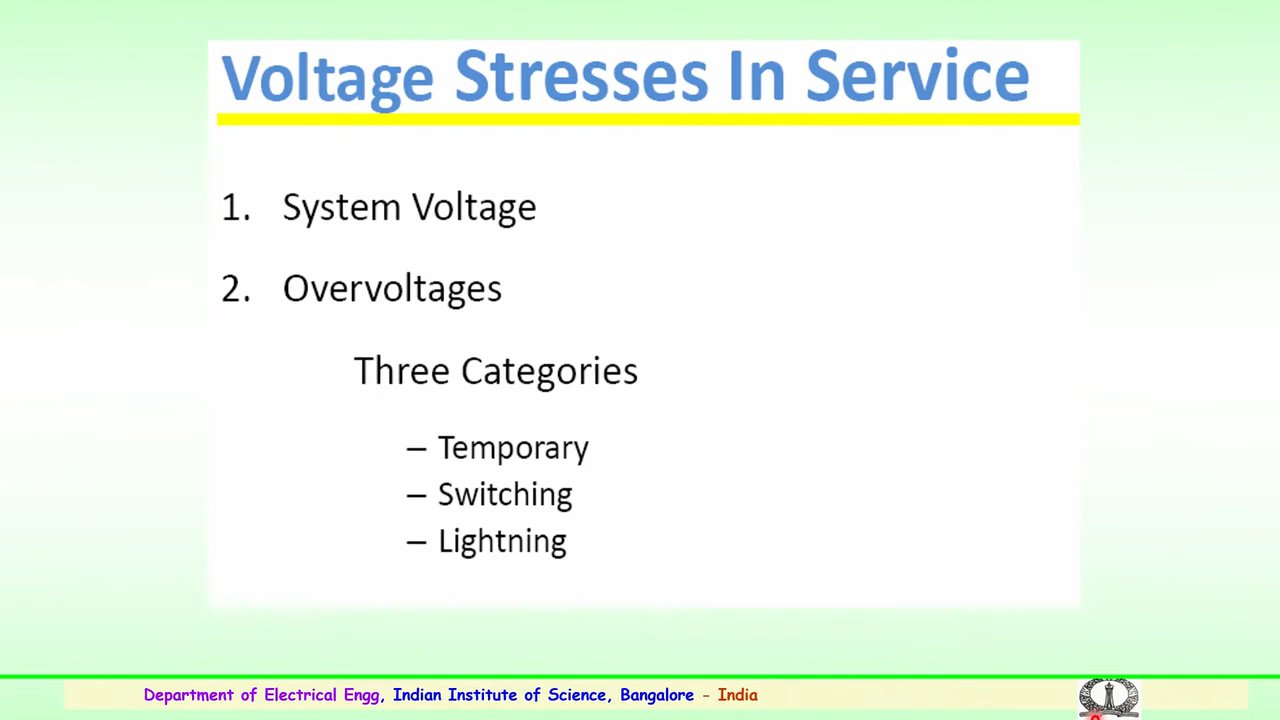 Voltage Stresses In Service
1. System Voltage
2. Overvoltages
Three Categories
– Temporary
– Switching
– Lightning
Department of Electrical Engg, Indian Institute of Science, Bangalore - India